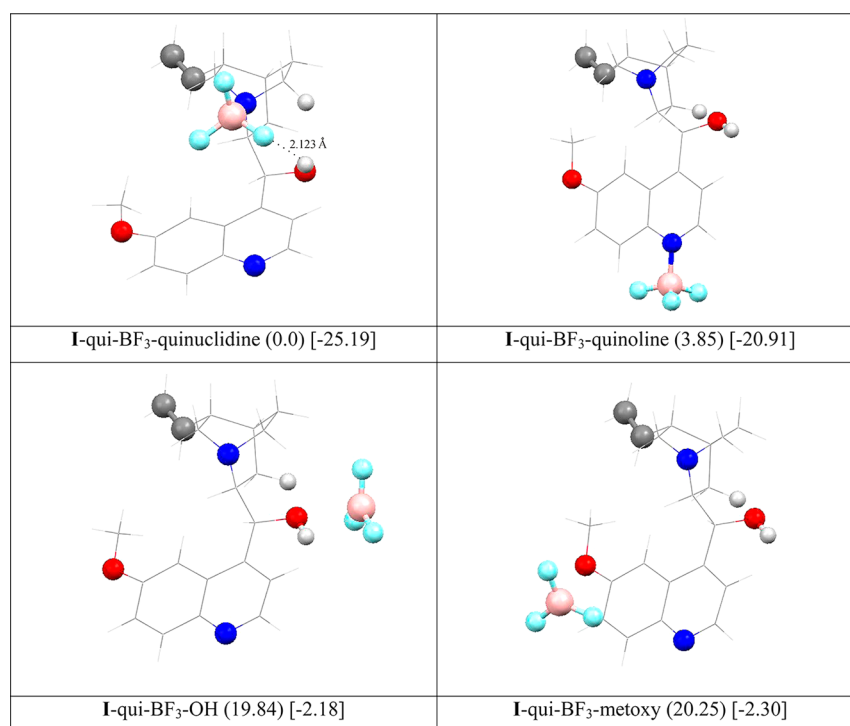 2.123 Å
I-qui-BF₃-quinuclidine (0.0) [-25.19]
I-qui-BF₃-quinoline (3.85) [-20.91]
I-qui-BF₃-OH (19.84) [-2.18]
I-qui-BF₃-metoxy (20.25) [-2.30]